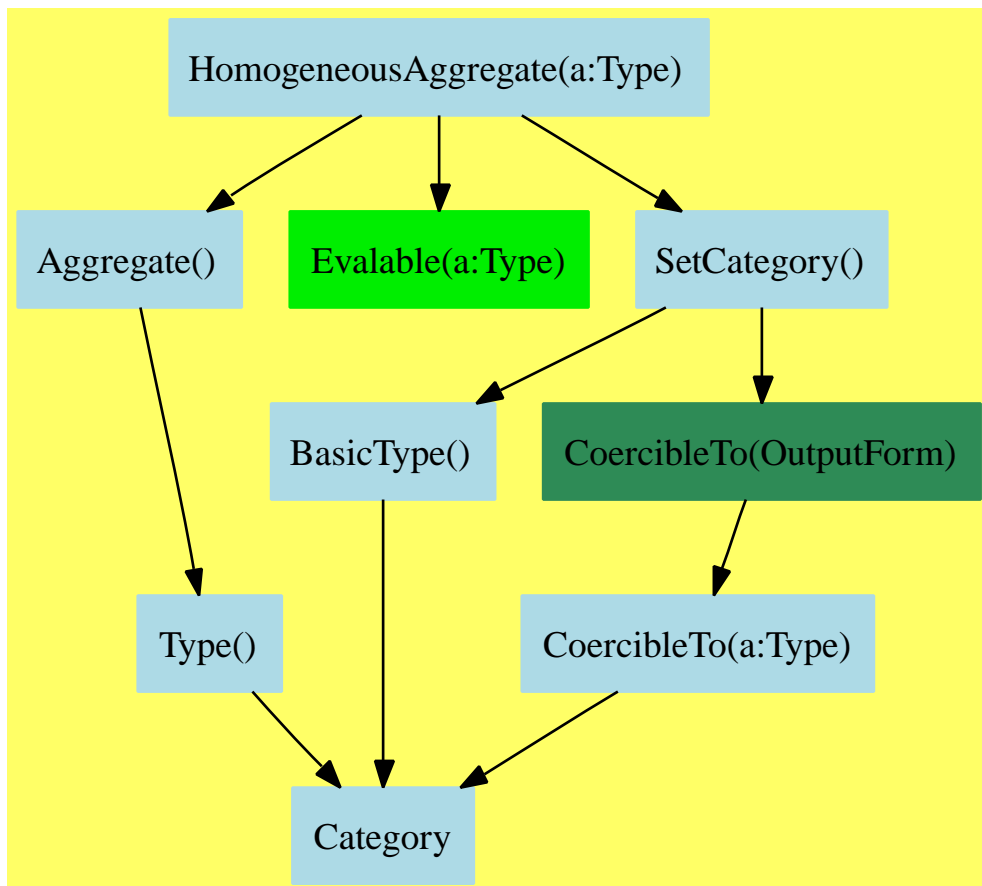 HomogeneousAggregate(a:Type)
Aggregate()
Evalable(a:Type)
SetCategory()
BasicType()
CoercibleTo(OutputForm)
Type()
CoercibleTo(a:Type)
Category